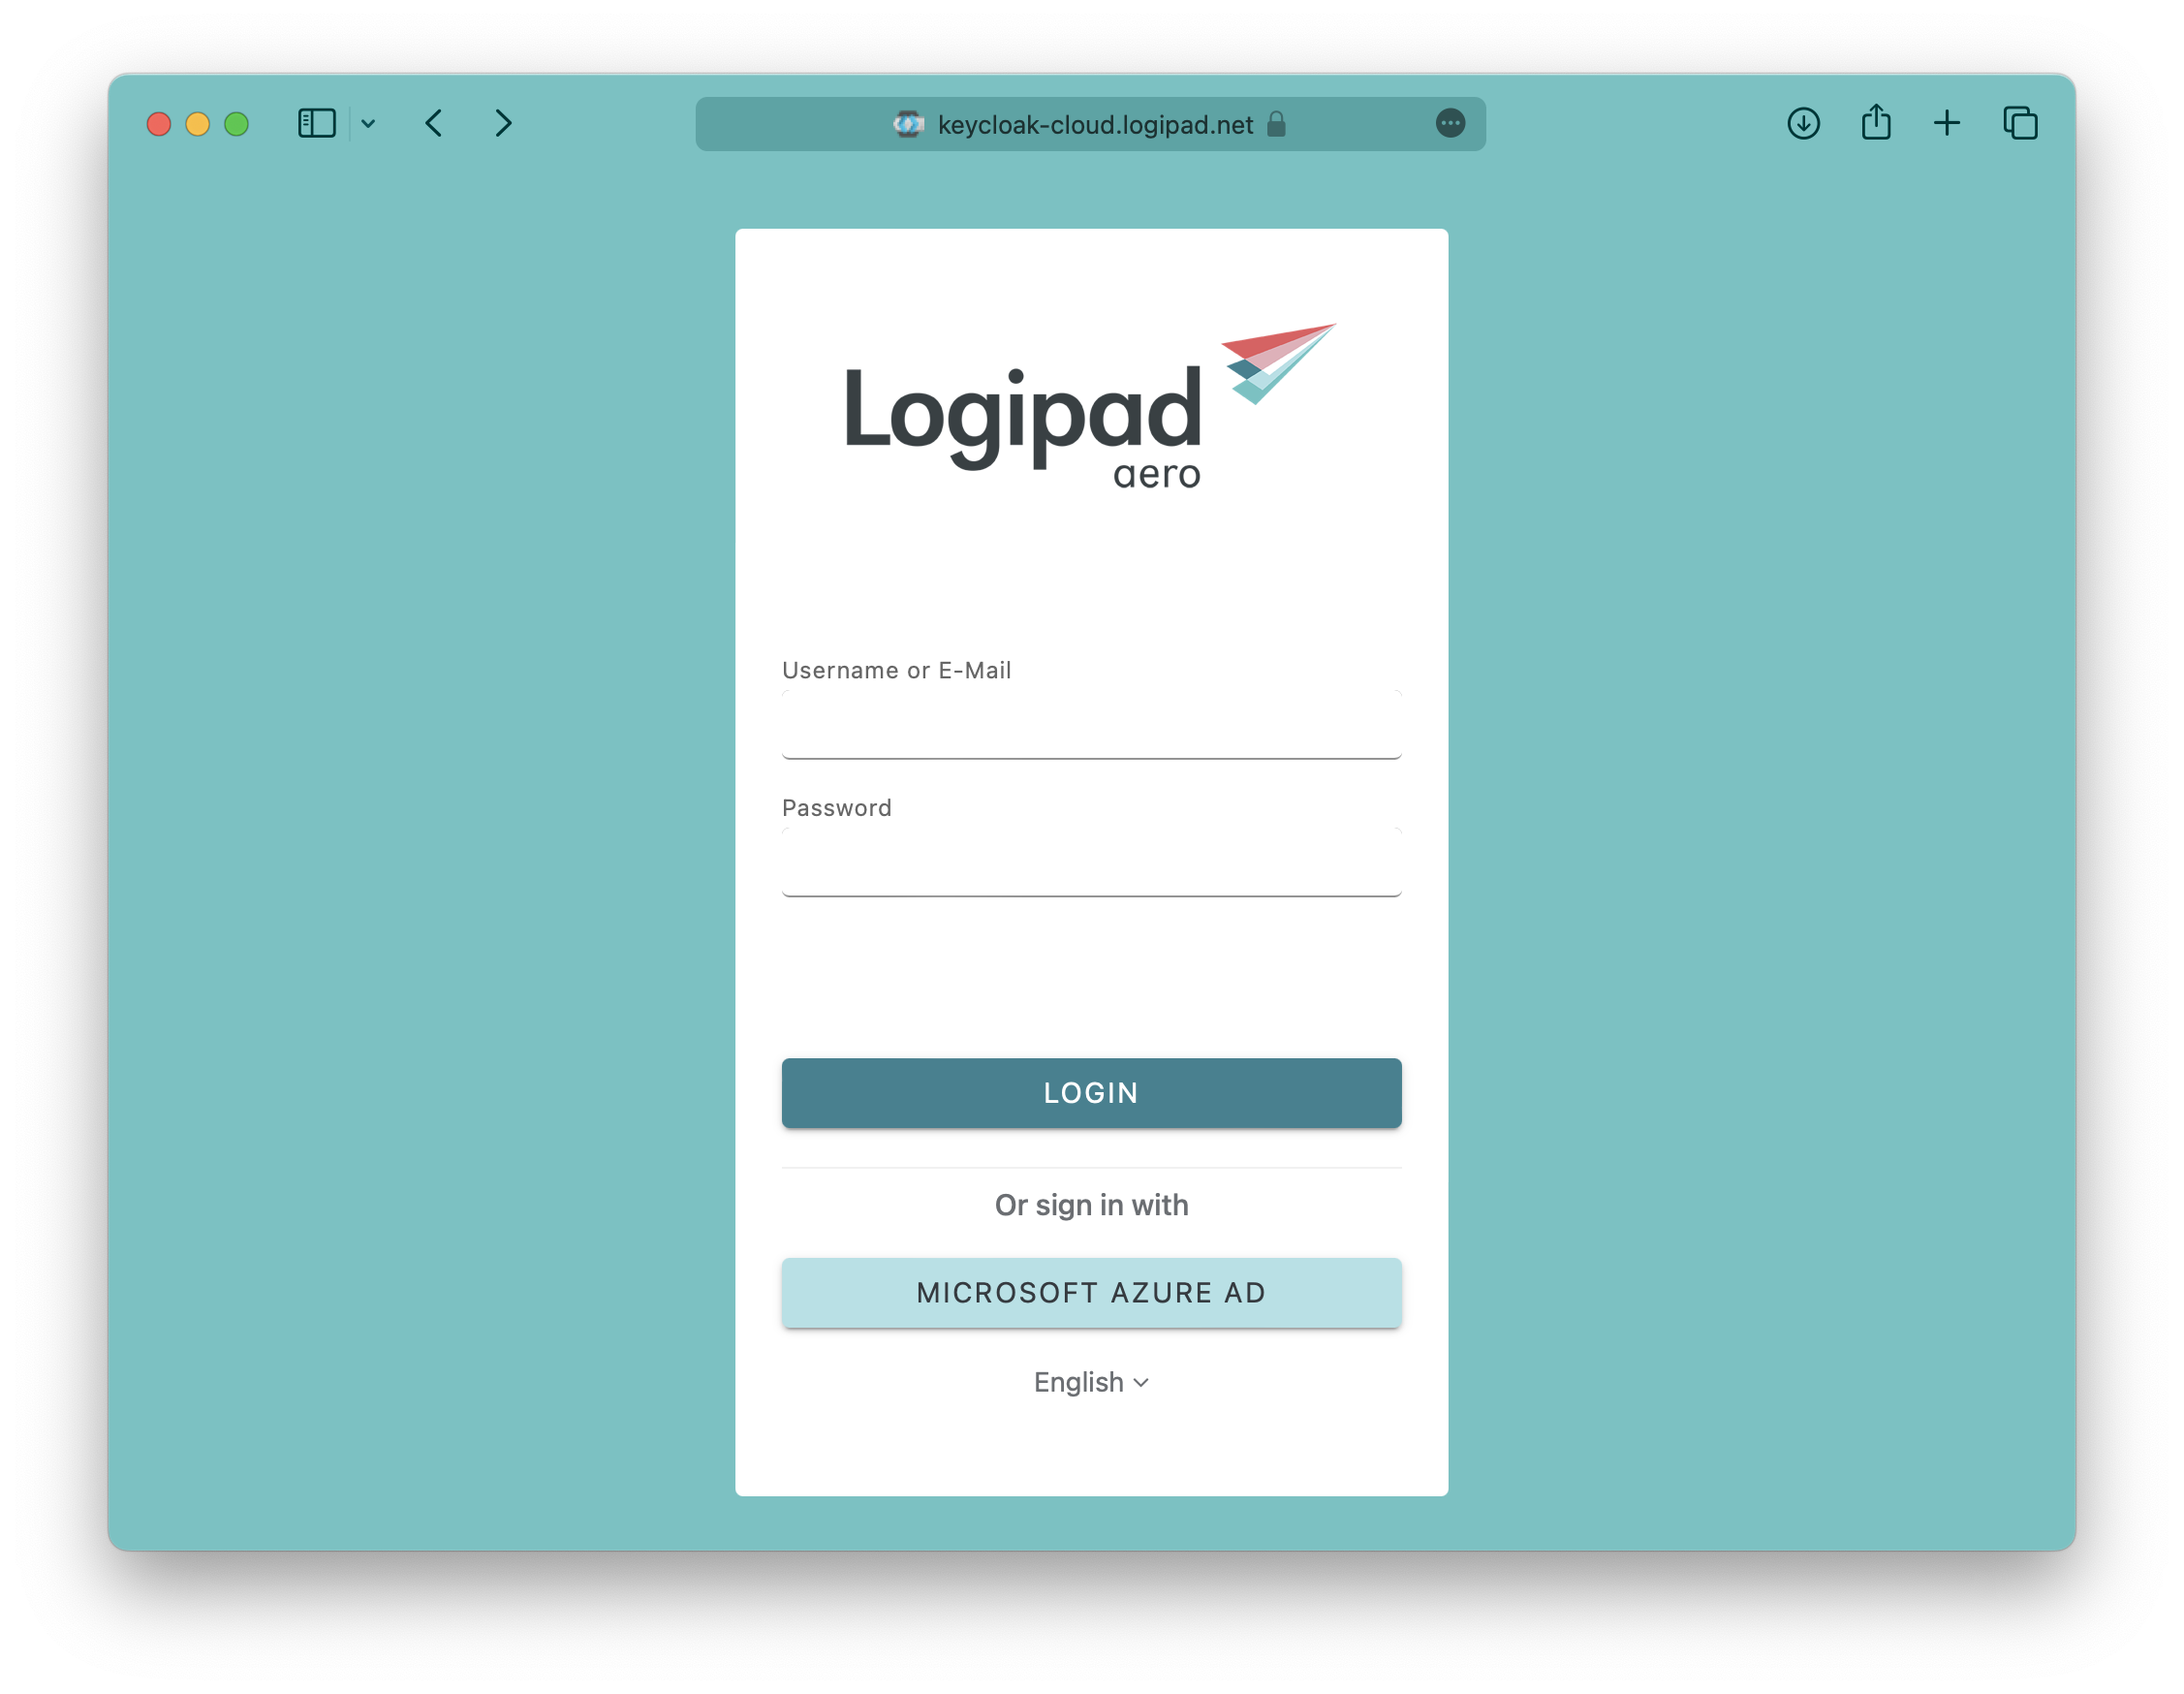 keycloak-cloud.logipad.net
Logipad
aero
Username or E-Mail
Password
LOGIN
Or sign in with
MICROSOFT AZURE AD
English